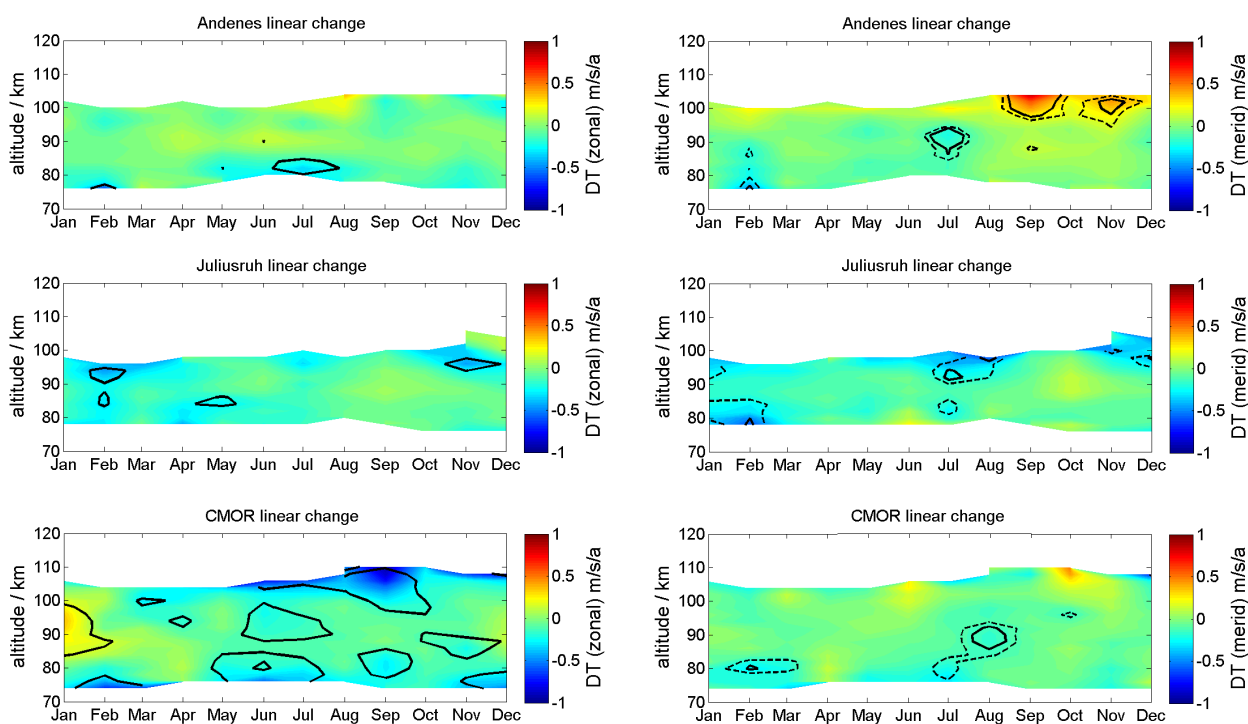 Andenes linear change
120
110
100
90
80
70
altitude / km
Jan Feb Mar Apr May Jun Jul Aug Sep Oct Nov Dec
1
0.5
0
-0.5
-1
DT (zonal) m/s/a
Andenes linear change
120
110
100
90
80
70
altitude / km
Jan Feb Mar Apr May Jun Jul Aug Sep Oct Nov Dec
1
0.5
0
-0.5
-1
DT (merid) m/s/a
Juliusruh linear change
120
110
100
90
80
70
altitude / km
Jan Feb Mar Apr May Jun Jul Aug Sep Oct Nov Dec
1
0.5
0
-0.5
-1
DT (zonal) m/s/a
Juliusruh linear change
120
110
100
90
80
70
altitude / km
Jan Feb Mar Apr May Jun Jul Aug Sep Oct Nov Dec
1
0.5
0
-0.5
-1
DT (merid) m/s/a
CMOR linear change
120
110
100
90
80
70
altitude / km
Jan Feb Mar Apr May Jun Jul Aug Sep Oct Nov Dec
1
0.5
0
-0.5
-1
DT (zonal) m/s/a
CMOR linear change
120
110
100
90
80
70
altitude / km
Jan Feb Mar Apr May Jun Jul Aug Sep Oct Nov Dec
1
0.5
0
-0.5
-1
DT (merid) m/s/a